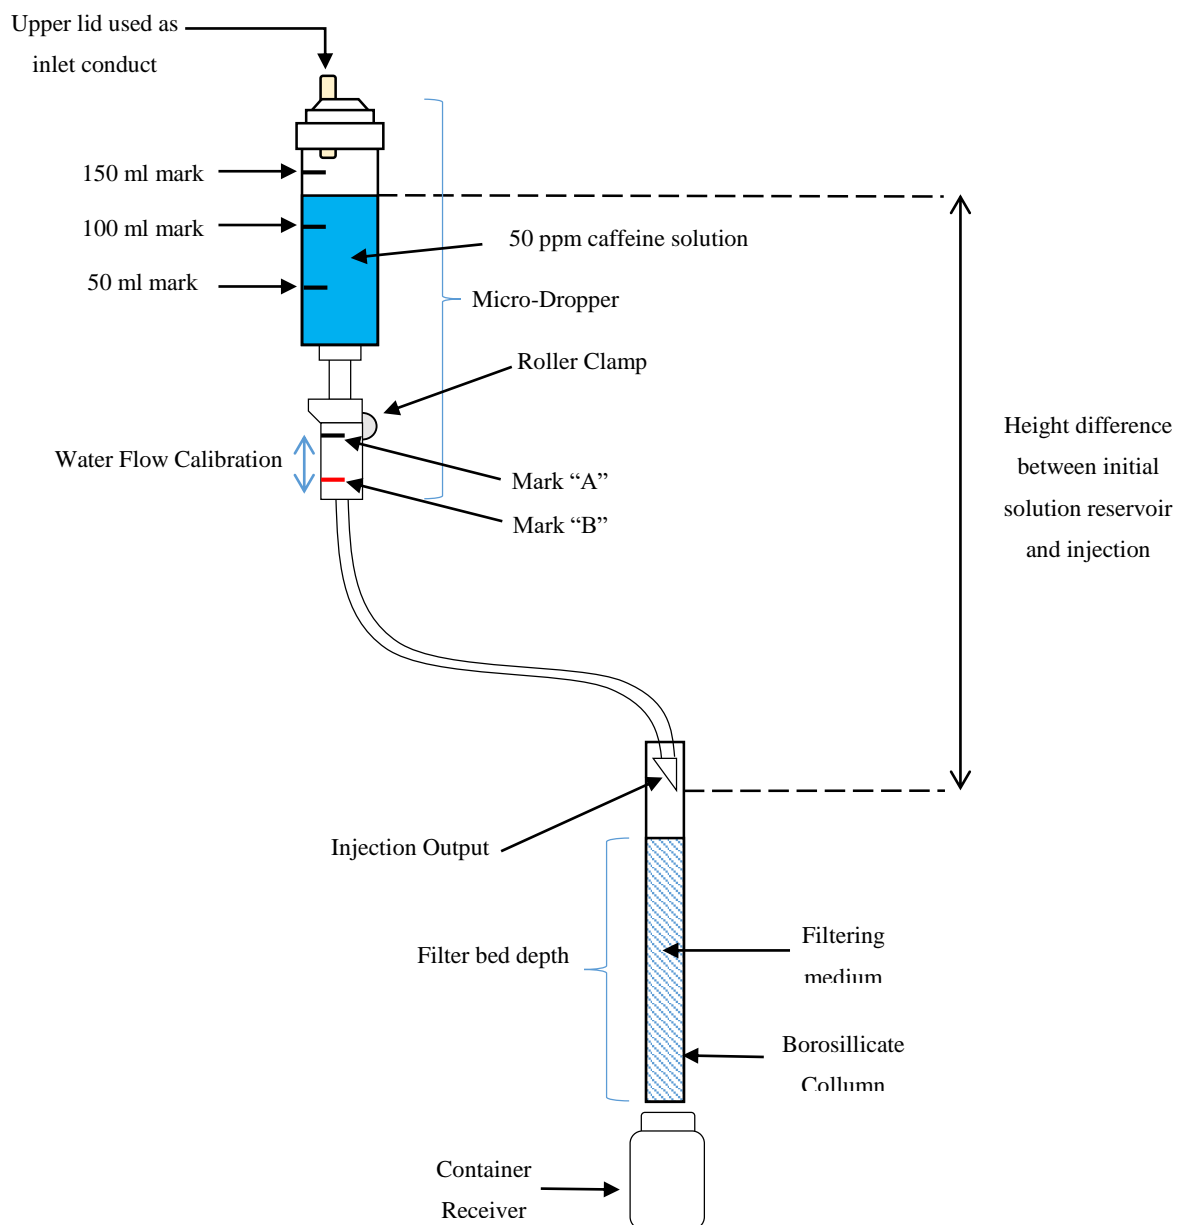 Upper lid used as
inlet conduct
150 ml mark
100 ml mark
50 ppm caffeine solution
50 ml mark
Micro-Dropper
Roller Clamp
Height difference
between initial
solution reservoir
and injection
Water Flow Calibration
Mark “A”
Mark “B”
Injection Output
Filter bed depth
Filtering
medium
Borosillicate
Collumn
Container
Receiver